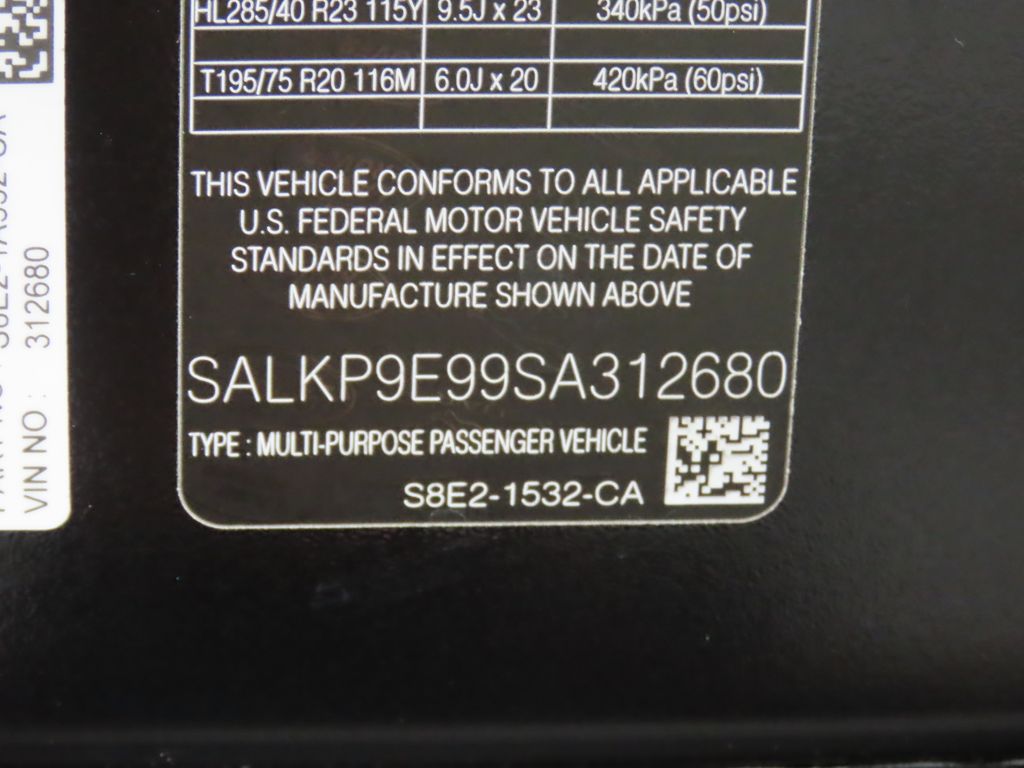 HL285/40 R23 115Y 9.5J x 23 340kPa (50psi)
T195/75 R20 116M 6.0J x 20 420kPa (60psi)
THIS VEHICLE CONFORMS TO ALL APPLICABLE
U.S. FEDERAL MOTOR VEHICLE SAFETY
STANDARDS IN EFFECT ON THE DATE OF
MANUFACTURE SHOWN ABOVE
SALKP9E99SA312680
TYPE : MULTI-PURPOSE PASSENGER VEHICLE
S8E2-1532-CA
VIN NO : 312680